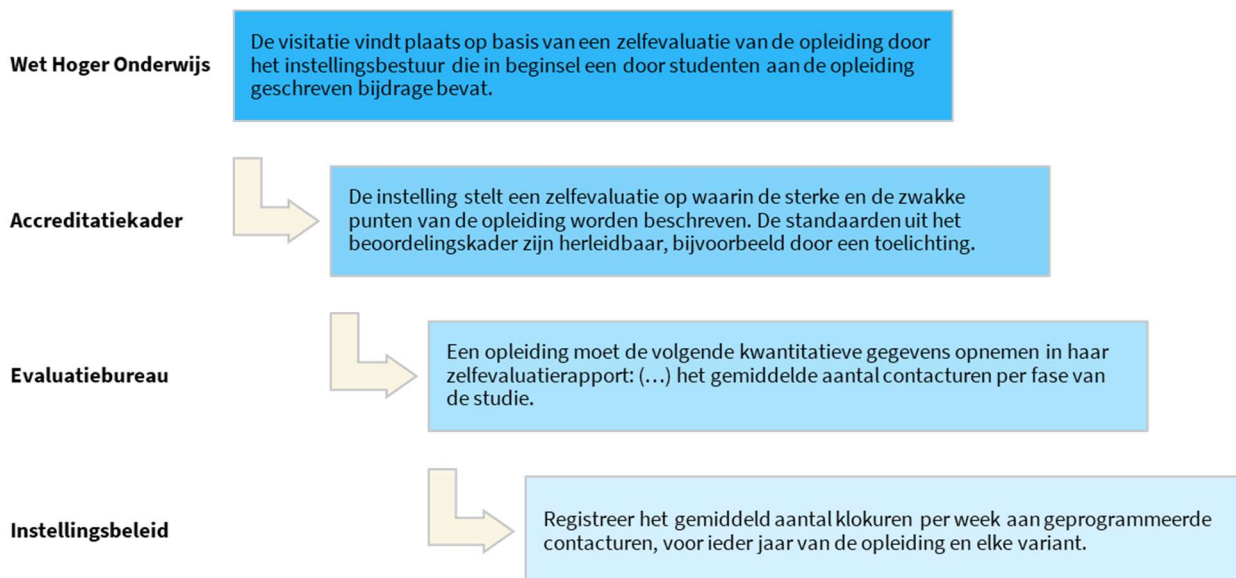 Wet Hoger Onderwijs
De visitatie vindt plaats op basis van een zelfevaluatie van de opleiding door
het instellingsbestuur die in beginsel een door studenten aan de opleiding
geschreven bijdrage bevat.
Accreditatiekader
De instelling stelt een zelfevaluatie op waarin de sterke en de zwakke
punten van de opleiding worden beschreven. De standaarden uit het
beoordelingskader zijn herleidbaar, bijvoorbeeld door een toelichting.
Evaluatiebureau
Een opleiding moet de volgende kwantitatieve gegevens opnemen in haar
zelfevaluatierapport: (…) het gemiddelde aantal contacturen per fase van
de studie.
Instellingsbeleid
Registreer het gemiddeld aantal klokuren per week aan geprogrammeerde
contacturen, voor ieder jaar van de opleiding en elke variant.